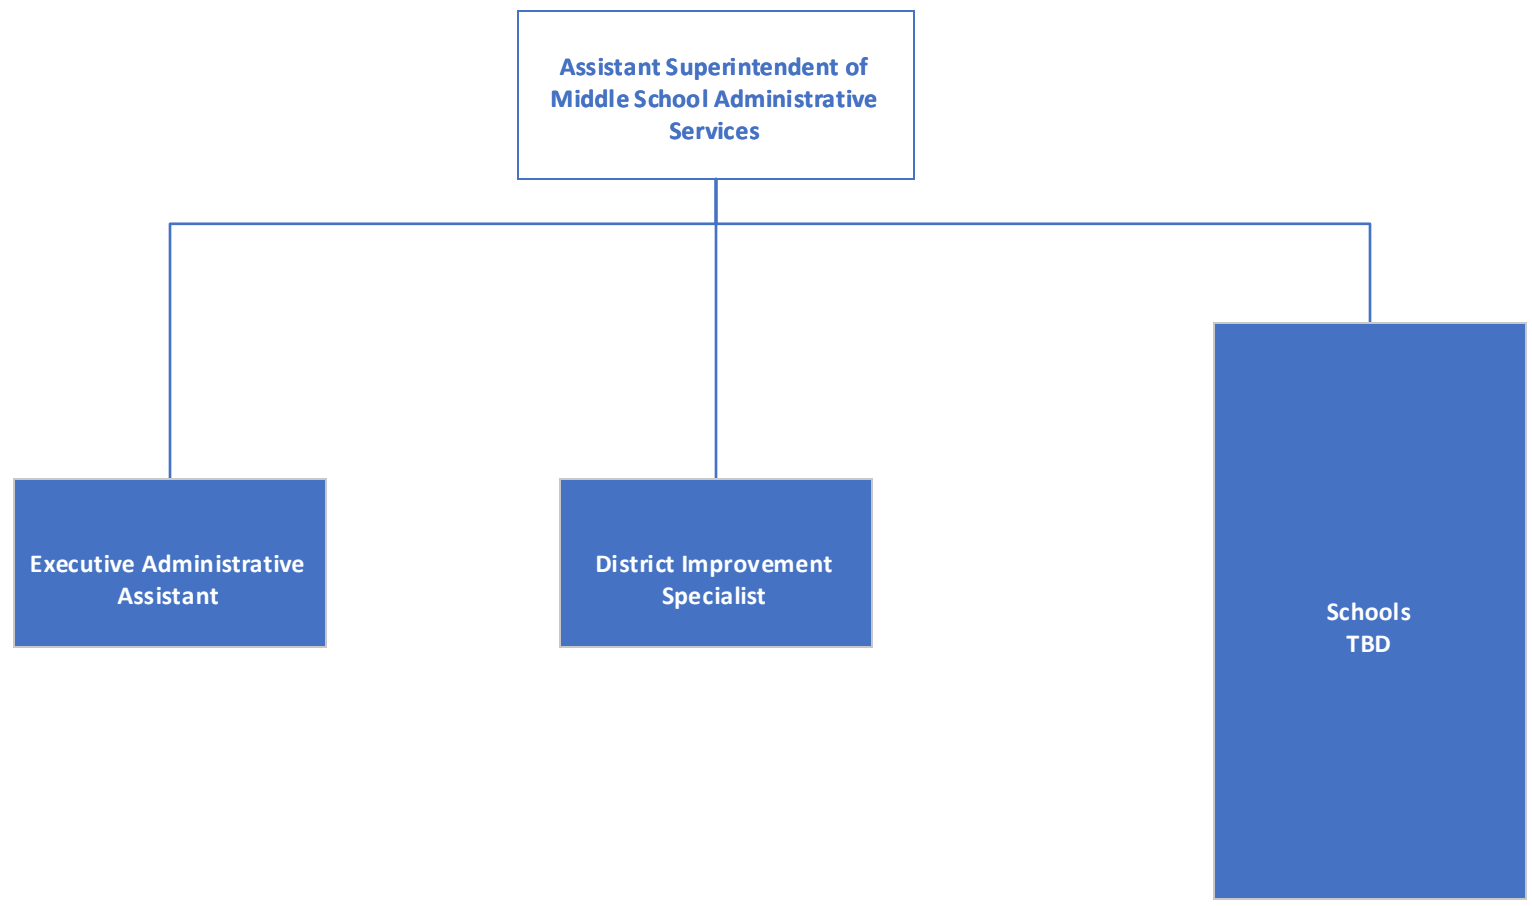 Assistant Superintendent of
Middle School Administrative
Services
Executive Administrative
Assistant
District Improvement
Specialist
Schools
TBD